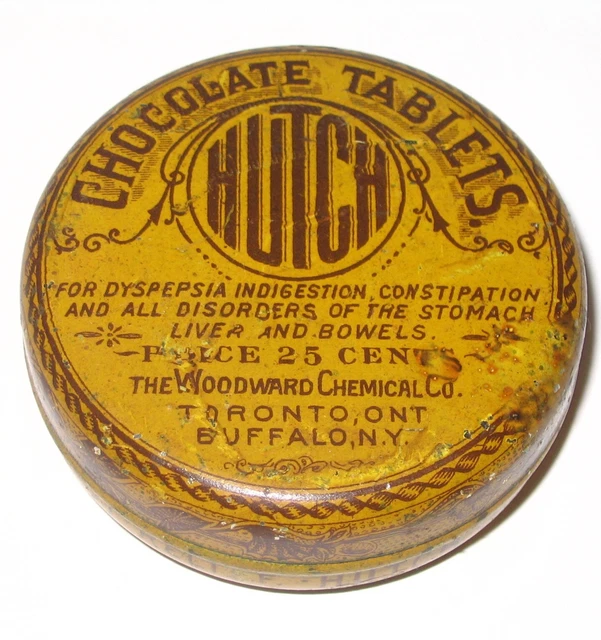 CHOCOLATE TABLETS.
HUTCH
FOR DYSPEPSIA INDIGESTION, CONSTIPATION
AND ALL DISORDERS OF THE STOMACH
LIVER AND BOWELS
PRICE 25 CENTS
THE WOODWARD CHEMICAL CO.
TORONTO, ONT
BUFFALO, N.Y.